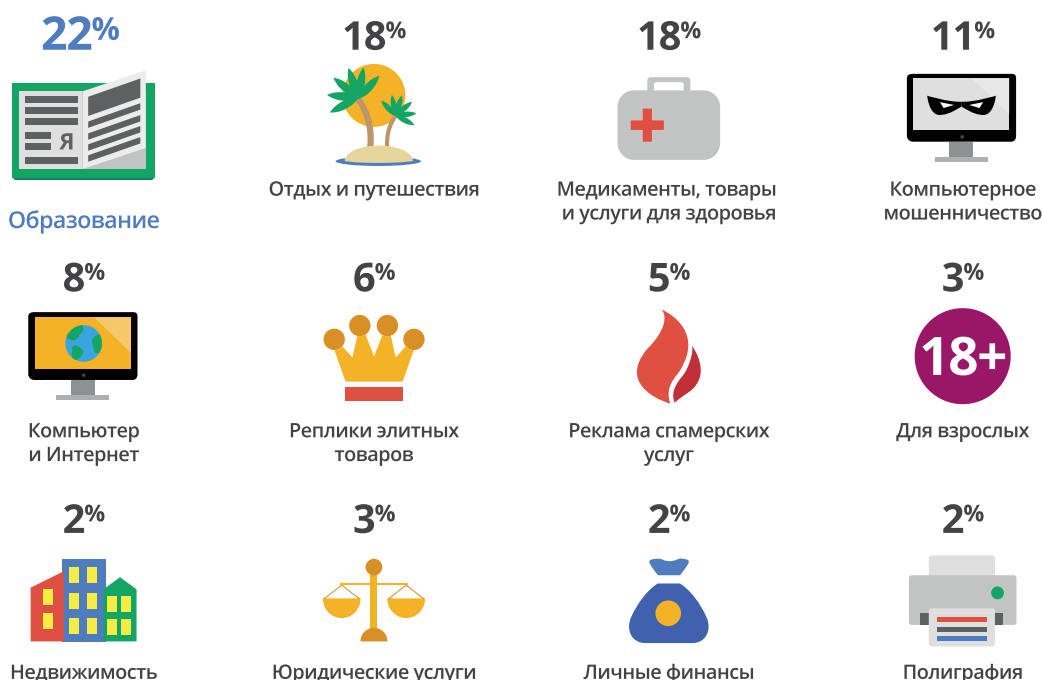 22%
Я
Образование
18%
Отдых и путешествия
18%
Медикаменты, товары
и услуги для здоровья
11%
Компьютерное
мошенничество
8%
Компьютер
и Интернет
6%
Реплики элитных
товаров
5%
Реклама спамерских
услуг
3%
18+
Для взрослых
2%
Недвижимость
3%
Юридические услуги
2%
Личные финансы
2%
Полиграфия